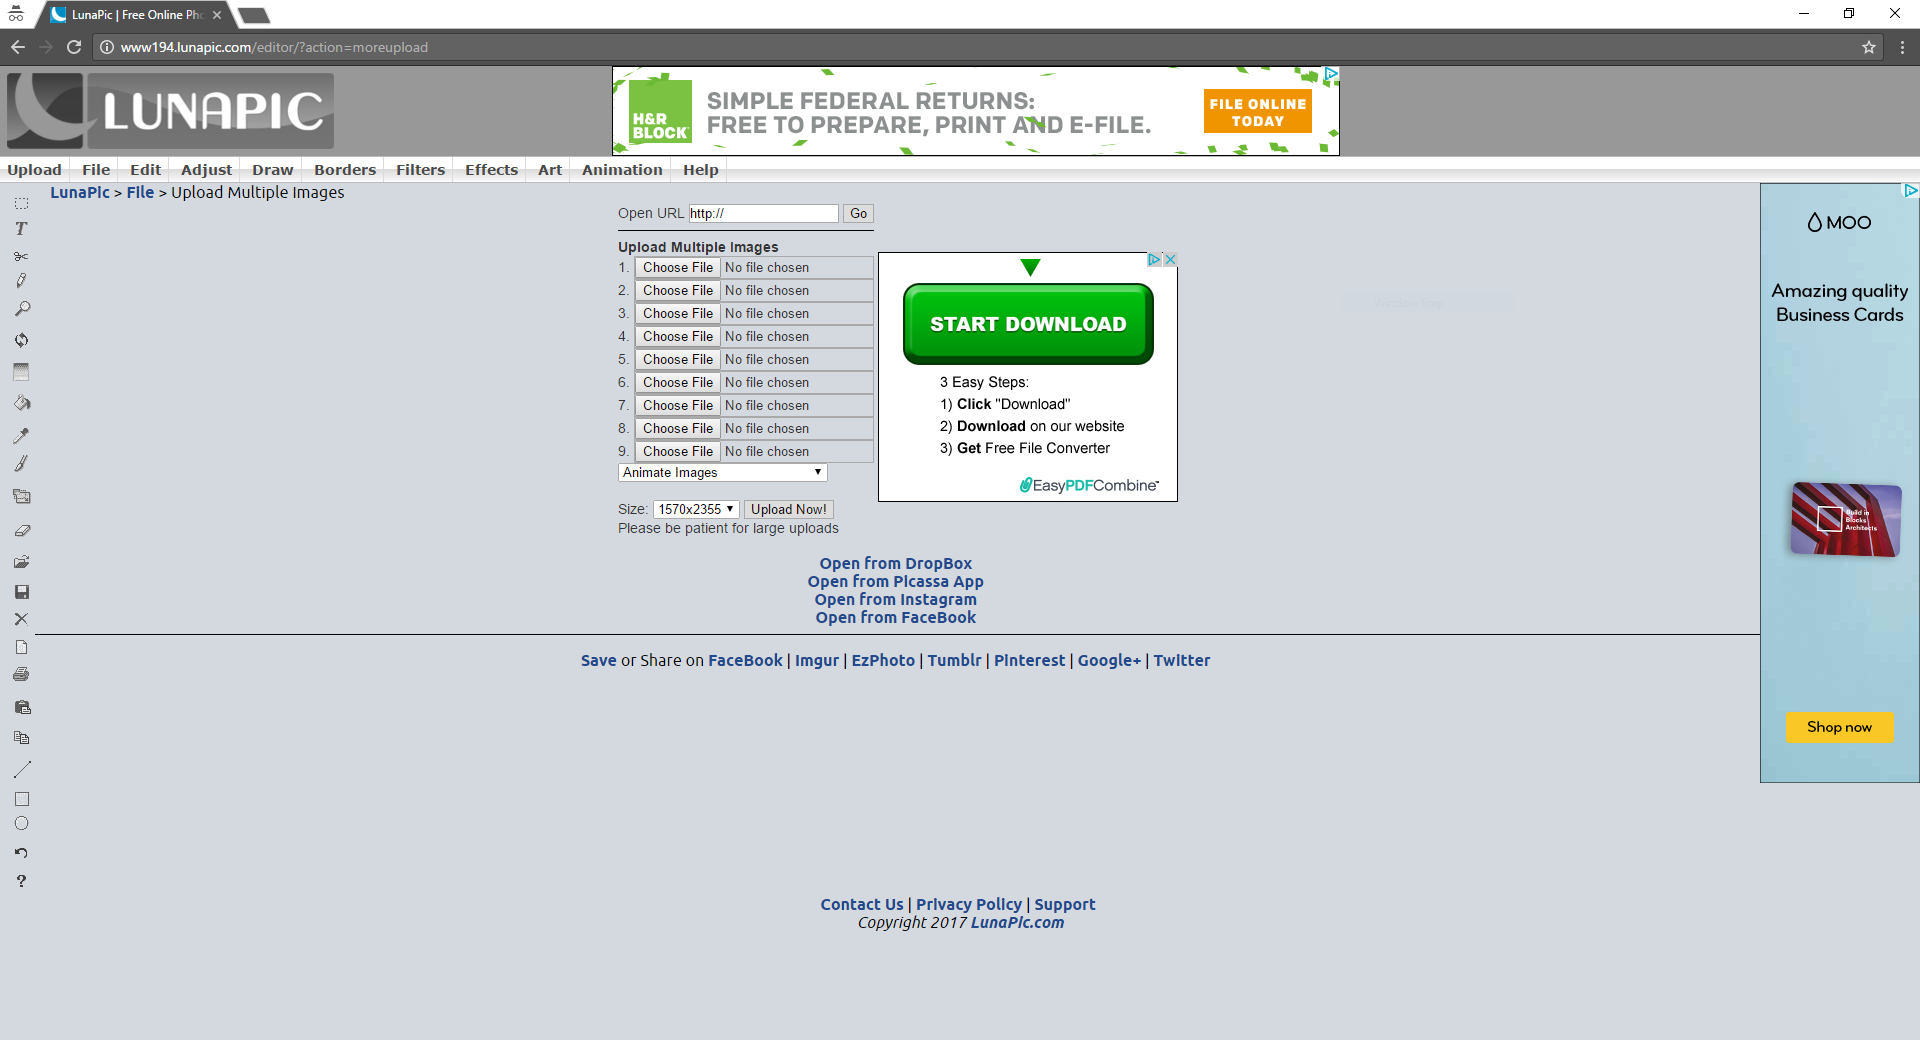 LunaPic | Free Online Pho
www194.lunapic.com/editor/?action=moreupload
LUNAPIC
H&R BLOCK
SIMPLE FEDERAL RETURNS:
FREE TO PREPARE, PRINT AND E-FILE.
FILE ONLINE
TODAY
Upload File Edit Adjust Draw Borders Filters Effects Art Animation Help
LunaPic > File > Upload Multiple Images
Open URL http:// Go
Upload Multiple Images
1. Choose File No file chosen
2. Choose File No file chosen
3. Choose File No file chosen
4. Choose File No file chosen
5. Choose File No file chosen
6. Choose File No file chosen
7. Choose File No file chosen
8. Choose File No file chosen
9. Choose File No file chosen
Animate Images
Size: 1570x2355 Upload Now!
Please be patient for large uploads
START DOWNLOAD
3 Easy Steps:
1) Click "Download"
2) Download on our website
3) Get Free File Converter
EasyPDFCombine™
MOO
Amazing quality
Business Cards
Build in
Blocks
Architects
Shop now
Open from DropBox
Open from Picassa App
Open from Instagram
Open from FaceBook
Save or Share on FaceBook | Imgur | EzPhoto | Tumblr | Pinterest | Google+ | Twitter
Contact Us | Privacy Policy | Support
Copyright 2017 LunaPic.com